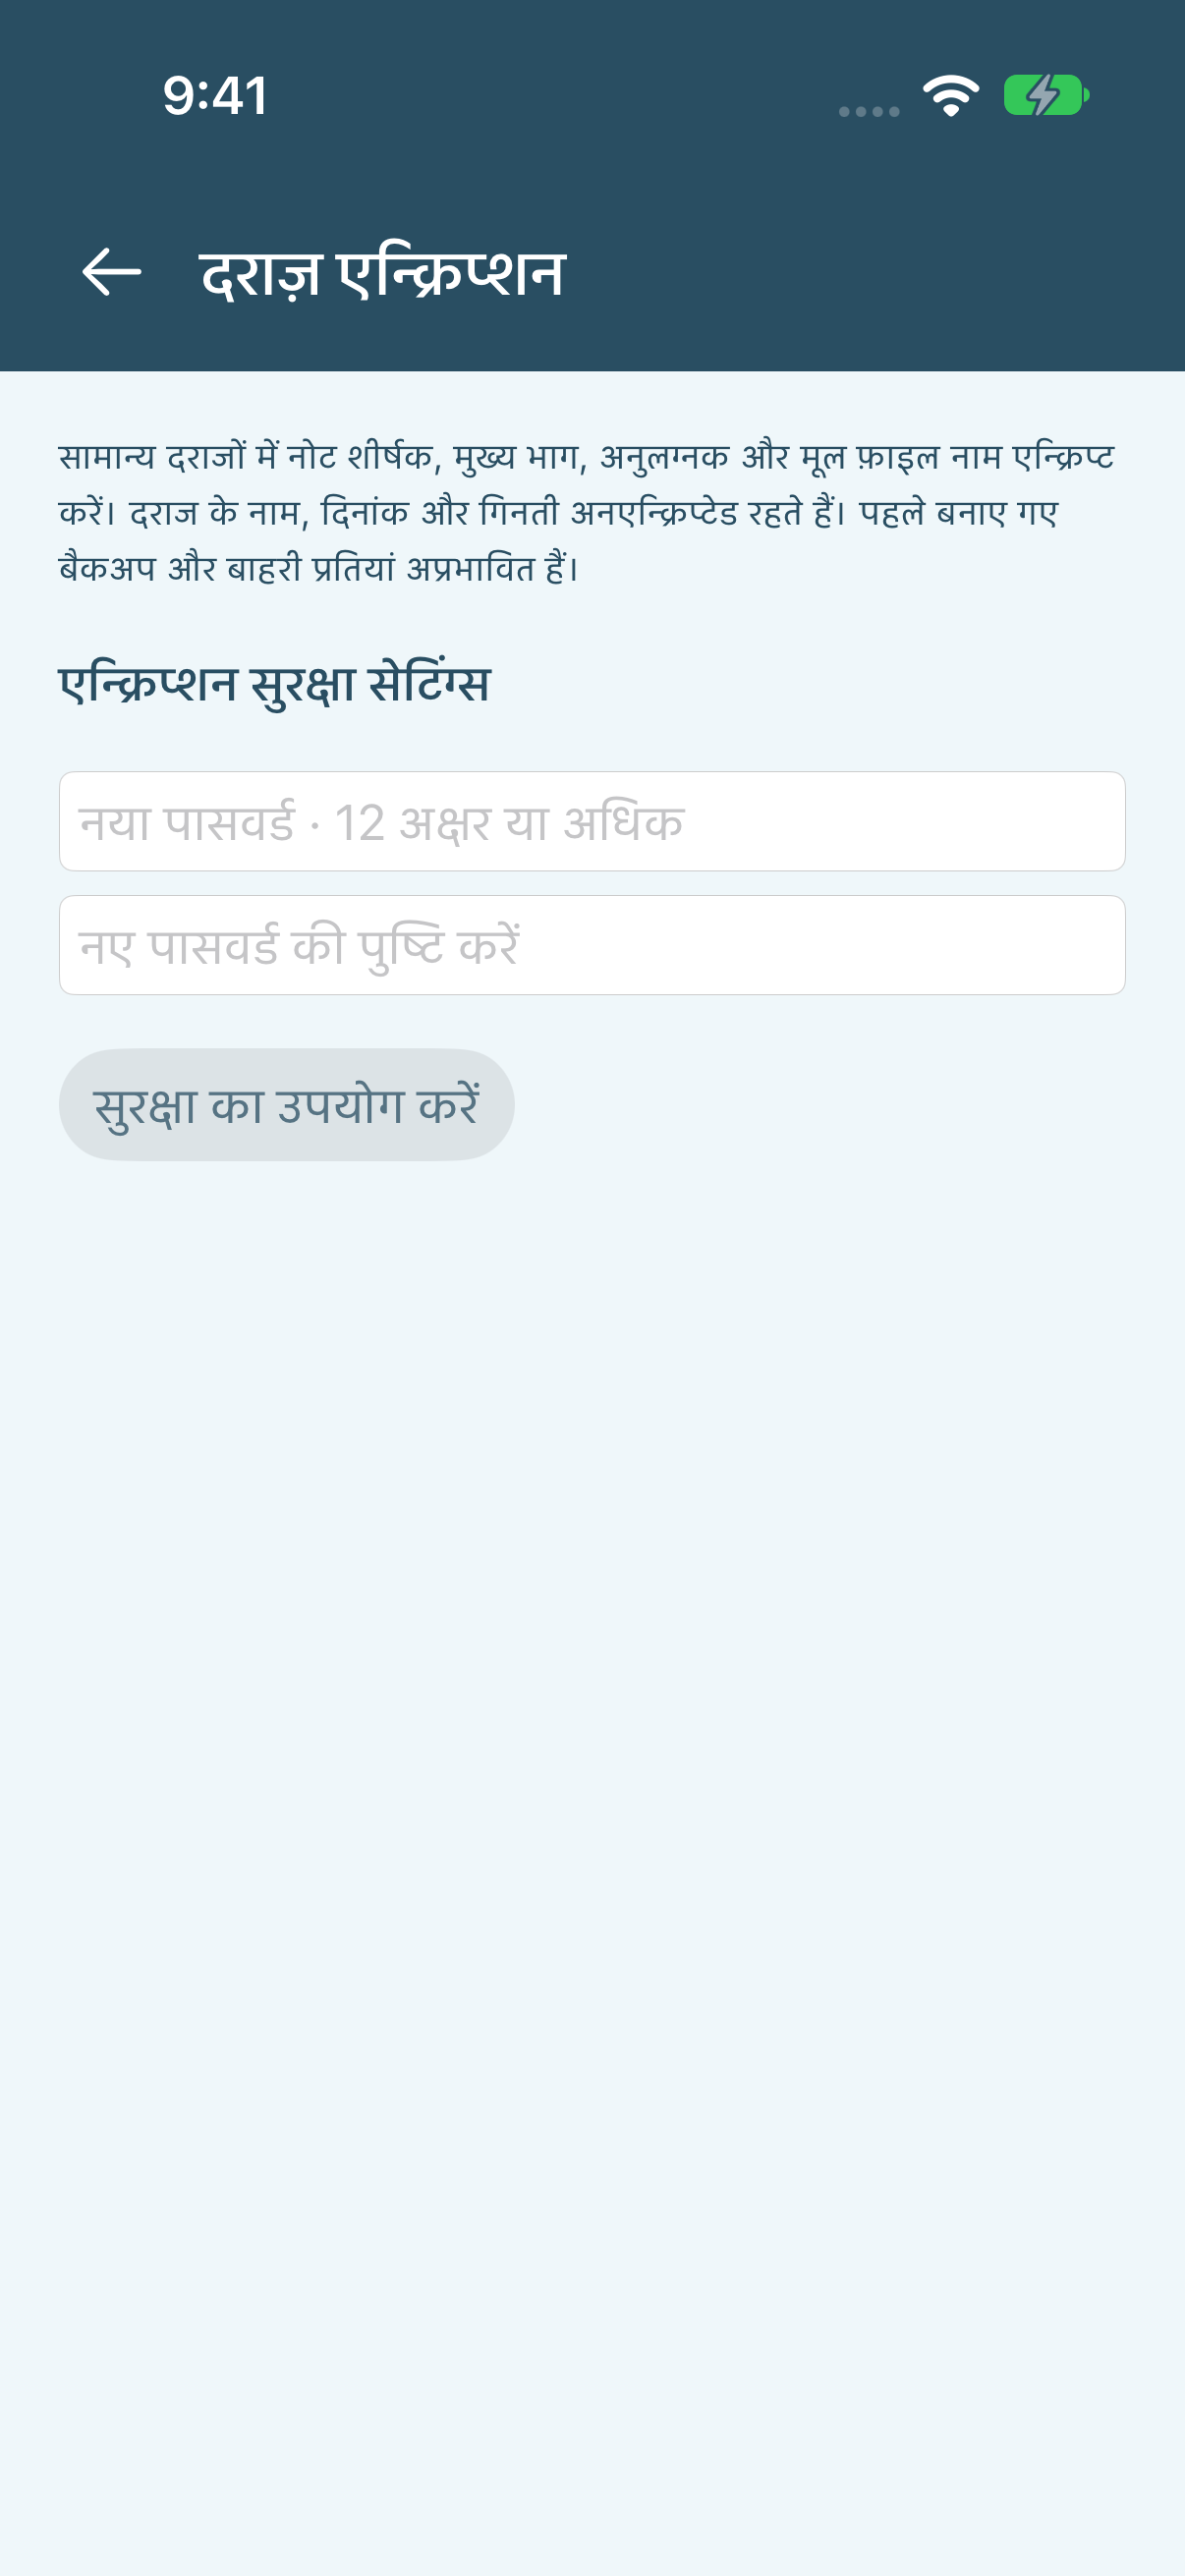 9:41
दराज़ एन्क्रिप्शन
सामान्य दराजों में नोट शीर्षक, मुख्य भाग, अनुलग्नक और मूल फ़ाइल नाम एन्क्रिप्ट
करें। दराज के नाम, दिनांक और गिनती अनएन्क्रिप्टेड रहते हैं। पहले बनाए गए
बैकअप और बाहरी प्रतियां अप्रभावित हैं।
एन्क्रिप्शन सुरक्षा सेटिंग्स
नया पासवर्ड · 12 अक्षर या अधिक
नए पासवर्ड की पुष्टि करें
सुरक्षा का उपयोग करें